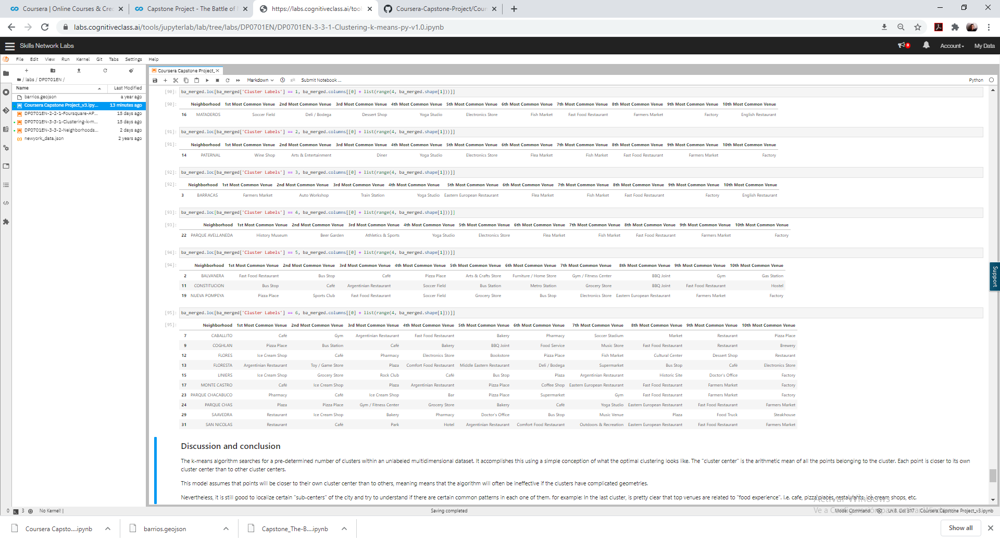 Coursera | Online Courses & Cre
Capstone Project - The Battle of
https://labs.cognitiveclass.ai/too
Coursera-Capstone-Project/Cour
labs.cognitiveclass.ai/tools/jupyterlab/lab/tree/labs/DP0701EN/DP0701EN-3-3-1-Clustering-k-means-py-v1.0.ipynb
Skills Network Labs
3
Account
My Data
File Edit View Run Kernel Git Tabs Settings Help
/ labs / DP0701EN /
Name Last Modified
barrios.geojson a year ago
Coursera Capstone Project_v3.ipy... 13 minutes ago
DP0701EN-2-2-1-Foursquare-AP... 15 days ago
DP0701EN-3-3-1-Clustering-k-m... 15 days ago
DP0701EN-3-3-2-Neighborhoods... 2 days ago
newyork_data.json 2 years ago
Coursera Capstone Project_
Markdown Submit Notebook ... Python
[90]: ba_merged.loc[ba_merged['Cluster Labels'] == 1, ba_merged.columns[[0] + list(range(4, ba_merged.shape[1]))]]
[90]: Neighborhood 1st Most Common Venue 2nd Most Common Venue 3rd Most Common Venue 4th Most Common Venue 5th Most Common Venue 6th Most Common Venue 7th Most Common Venue 8th Most Common Venue 9th Most Common Venue 10th Most Common Venue
16 MATADEROS Soccer Field Deli / Bodega Dessert Shop Yoga Studio Electronics Store Fish Market Fast Food Restaurant Farmers Market Factory English Restaurant
[91]: ba_merged.loc[ba_merged['Cluster Labels'] == 2, ba_merged.columns[[0] + list(range(4, ba_merged.shape[1]))]]
[91]: Neighborhood 1st Most Common Venue 2nd Most Common Venue 3rd Most Common Venue 4th Most Common Venue 5th Most Common Venue 6th Most Common Venue 7th Most Common Venue 8th Most Common Venue 9th Most Common Venue 10th Most Common Venue
14 PATERNAL Wine Shop Arts & Entertainment Diner Yoga Studio Electronics Store Flea Market Fish Market Fast Food Restaurant Farmers Market Factory
[92]: ba_merged.loc[ba_merged['Cluster Labels'] == 3, ba_merged.columns[[0] + list(range(4, ba_merged.shape[1]))]]
[92]: Neighborhood 1st Most Common Venue 2nd Most Common Venue 3rd Most Common Venue 4th Most Common Venue 5th Most Common Venue 6th Most Common Venue 7th Most Common Venue 8th Most Common Venue 9th Most Common Venue 10th Most Common Venue
3 BARRACAS Farmers Market Auto Workshop Train Station Yoga Studio Eastern European Restaurant Flea Market Fish Market Fast Food Restaurant Factory English Restaurant
[93]: ba_merged.loc[ba_merged['Cluster Labels'] == 4, ba_merged.columns[[0] + list(range(4, ba_merged.shape[1]))]]
[93]: Neighborhood 1st Most Common Venue 2nd Most Common Venue 3rd Most Common Venue 4th Most Common Venue 5th Most Common Venue 6th Most Common Venue 7th Most Common Venue 8th Most Common Venue 9th Most Common Venue 10th Most Common Venue
22 PARQUE AVELLANEDA History Museum Beer Garden Athletics & Sports Yoga Studio Electronics Store Flea Market Fish Market Fast Food Restaurant Farmers Market Factory
[94]: ba_merged.loc[ba_merged['Cluster Labels'] == 5, ba_merged.columns[[0] + list(range(4, ba_merged.shape[1]))]]
[94]: Neighborhood 1st Most Common Venue 2nd Most Common Venue 3rd Most Common Venue 4th Most Common Venue 5th Most Common Venue 6th Most Common Venue 7th Most Common Venue 8th Most Common Venue 9th Most Common Venue 10th Most Common Venue
2 BALVANERA Fast Food Restaurant Bus Stop Café Pizza Place Arts & Crafts Store Furniture / Home Store Gym / Fitness Center BBQ Joint Gym Gas Station
11 CONSTITUCION Bus Stop Café Argentinian Restaurant Soccer Field Bus Station Metro Station Grocery Store BBQ Joint Fast Food Restaurant Hostel
19 NUEVA POMPEYA Pizza Place Sports Club Fast Food Restaurant Soccer Field Grocery Store Bus Stop Electronics Store Eastern European Restaurant Farmers Market Factory
[95]: ba_merged.loc[ba_merged['Cluster Labels'] == 6, ba_merged.columns[[0] + list(range(4, ba_merged.shape[1]))]]
[95]: Neighborhood 1st Most Common Venue 2nd Most Common Venue 3rd Most Common Venue 4th Most Common Venue 5th Most Common Venue 6th Most Common Venue 7th Most Common Venue 8th Most Common Venue 9th Most Common Venue 10th Most Common Venue
7 CABALLITO Café Gym Argentinian Restaurant Fast Food Restaurant Bakery Pharmacy Soccer Stadium Market Restaurant Pizza Place
9 COGHLAN Pizza Place Bus Station Café Bakery BBQ Joint Food Service Music Store Fast Food Restaurant Restaurant Brewery
12 FLORES Ice Cream Shop Café Pharmacy Electronics Store Bookstore Pizza Place Fish Market Cultural Center Dessert Shop Restaurant
13 FLORESTA Argentinian Restaurant Toy / Game Store Plaza Comfort Food Restaurant Middle Eastern Restaurant Deli / Bodega Supermarket Bus Stop Café Electronics Store
15 LINIERS Ice Cream Shop Grocery Store Rock Club Café Bus Stop Plaza Argentinian Restaurant Historic Site Doctor's Office Factory
17 MONTE CASTRO Café Ice Cream Shop Plaza Argentinian Restaurant Pizza Place Coffee Shop Eastern European Restaurant Fast Food Restaurant Farmers Market Factory
23 PARQUE CHACABUCO Pharmacy Café Ice Cream Shop Bar Pizza Place Supermarket Gym Fast Food Restaurant Farmers Market Factory
24 PARQUE CHAS Plaza Pizza Place Gym / Fitness Center Grocery Store Bakery Café Yoga Studio Eastern European Restaurant Fast Food Restaurant Farmers Market
29 SAAVEDRA Restaurant Ice Cream Shop Bakery Pharmacy Doctor's Office Bus Stop Music Venue Plaza Food Truck Steakhouse
31 SAN NICOLAS Restaurant Café Park Hotel Argentinian Restaurant Comfort Food Restaurant Outdoors & Recreation Eastern European Restaurant Fast Food Restaurant Farmers Market
Discussion and conclusion
The k-means algorithm searches for a pre-determined number of clusters within an unlabeled multidimensional dataset. It accomplishes this using a simple conception of what the optimal clustering looks like. The "cluster center" is the arithmetic mean of all the points belonging to the cluster. Each point is closer to its own
cluster center than to other cluster centers.
This model assumes that points will be closer to their own cluster center than to others, meaning means that the algorithm will often be ineffective if the clusters have complicated geometries.
Nevertheless, it is still good to localize certain "sub-centers" of the city and try to understand if there are certain common patterns in each one of them. for example: In the last cluster, is pretty clear that top venues are related to "food experience". I.e. cafe, pizza places, restaurants, ice cream shops, etc.
Support
Activar Windows
Ve a Configuración para activar Windows.
0 3 No Kernel! | Saving completed Mode: Command Ln 8, Col 317 Coursera Capstone Project_v3.ipynb
Coursera Capsto....ipynb
barrios.geojson
Capstone_The-B....ipynb
Show all